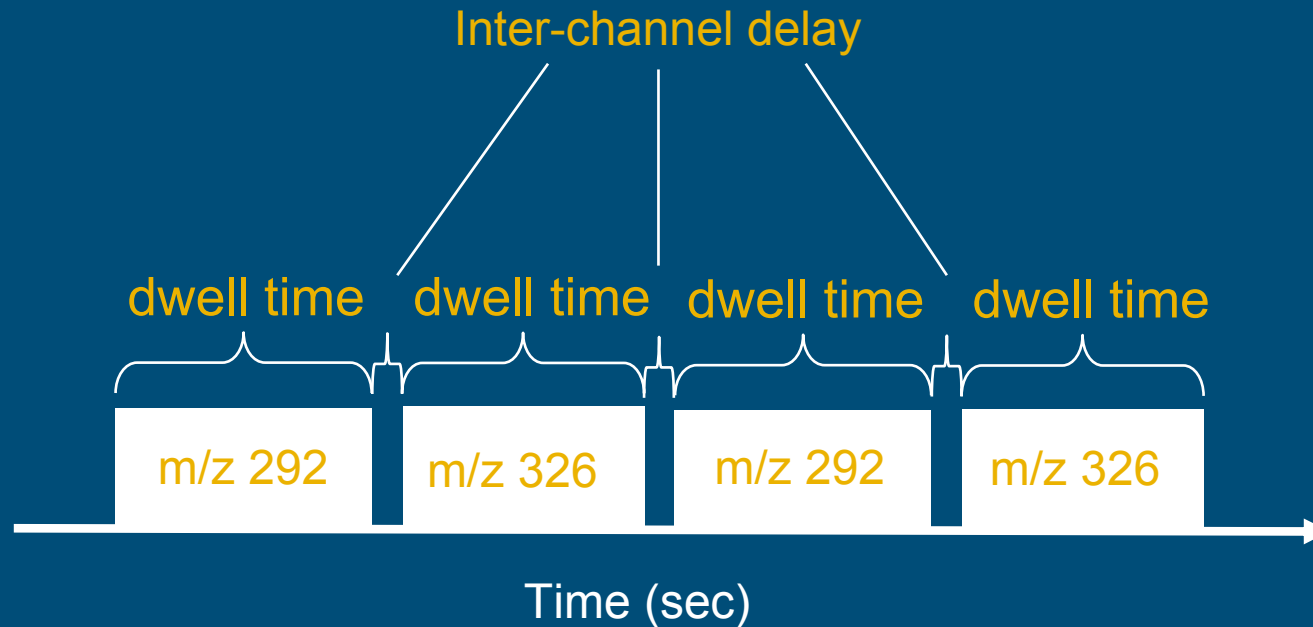 Inter-channel delay
dwell time dwell time dwell time dwell time
m/z 292 m/z 326 m/z 292 m/z 326
Time (sec)